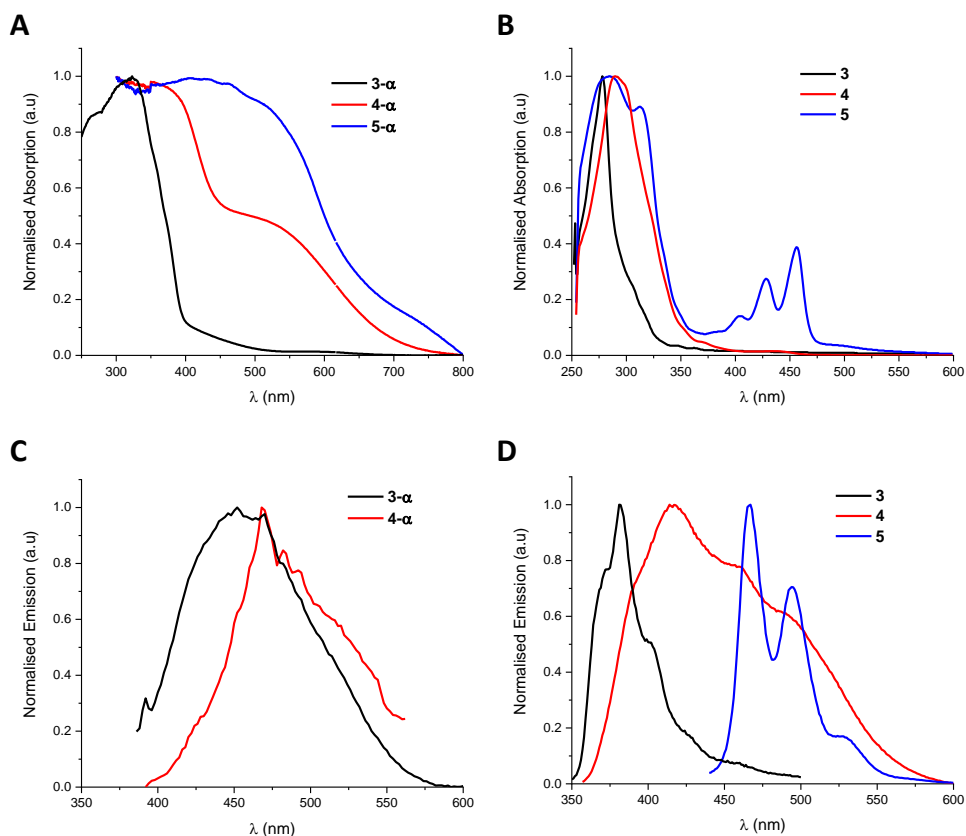 A
Normalised Absorption (a.u)
1.0
0.8
0.6
0.4
0.2
0.0
3-α
4-α
5-α
300 400 500 600 700 800
λ (nm)
B
Normalised Absorption (a.u)
1.0
0.8
0.6
0.4
0.2
0.0
3
4
5
250 300 350 400 450 500 550 600
λ (nm)
C
Normalised Emission (a.u)
1.0
0.8
0.6
0.4
0.2
0.0
3-α
4-α
350 400 450 500 550 600
λ (nm)
D
Normalised Emission (a.u)
1.0
0.8
0.6
0.4
0.2
0.0
3
4
5
350 400 450 500 550 600
λ (nm)